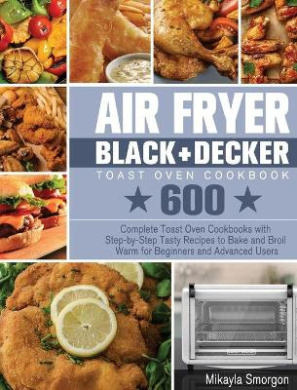 AIR FRYER
BLACK+DECKER
TOAST OVEN COOKBOOK
★ 600 ★
Complete Toast Oven Cookbooks with
Step-by-Step Tasty Recipes to Bake and Broil
Warm for Beginners and Advanced Users
Mikayla Smorgon